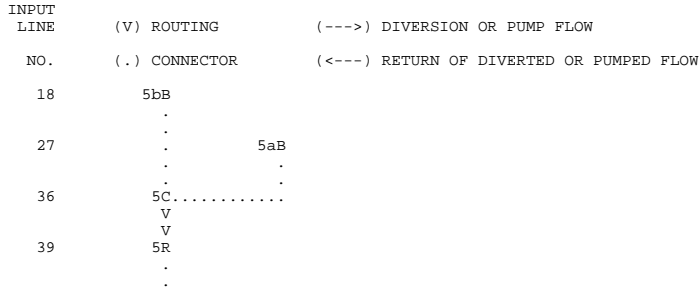 INPUT
LINE (V) ROUTING (--->) DIVERSION OR PUMP FLOW
NO. (.) CONNECTOR (<---) RETURN OF DIVERTED OR PUMPED FLOW
18 5bB
.
.
27 . 5aB
. .
. .
36 5C............
V
V
39 5R
.
.